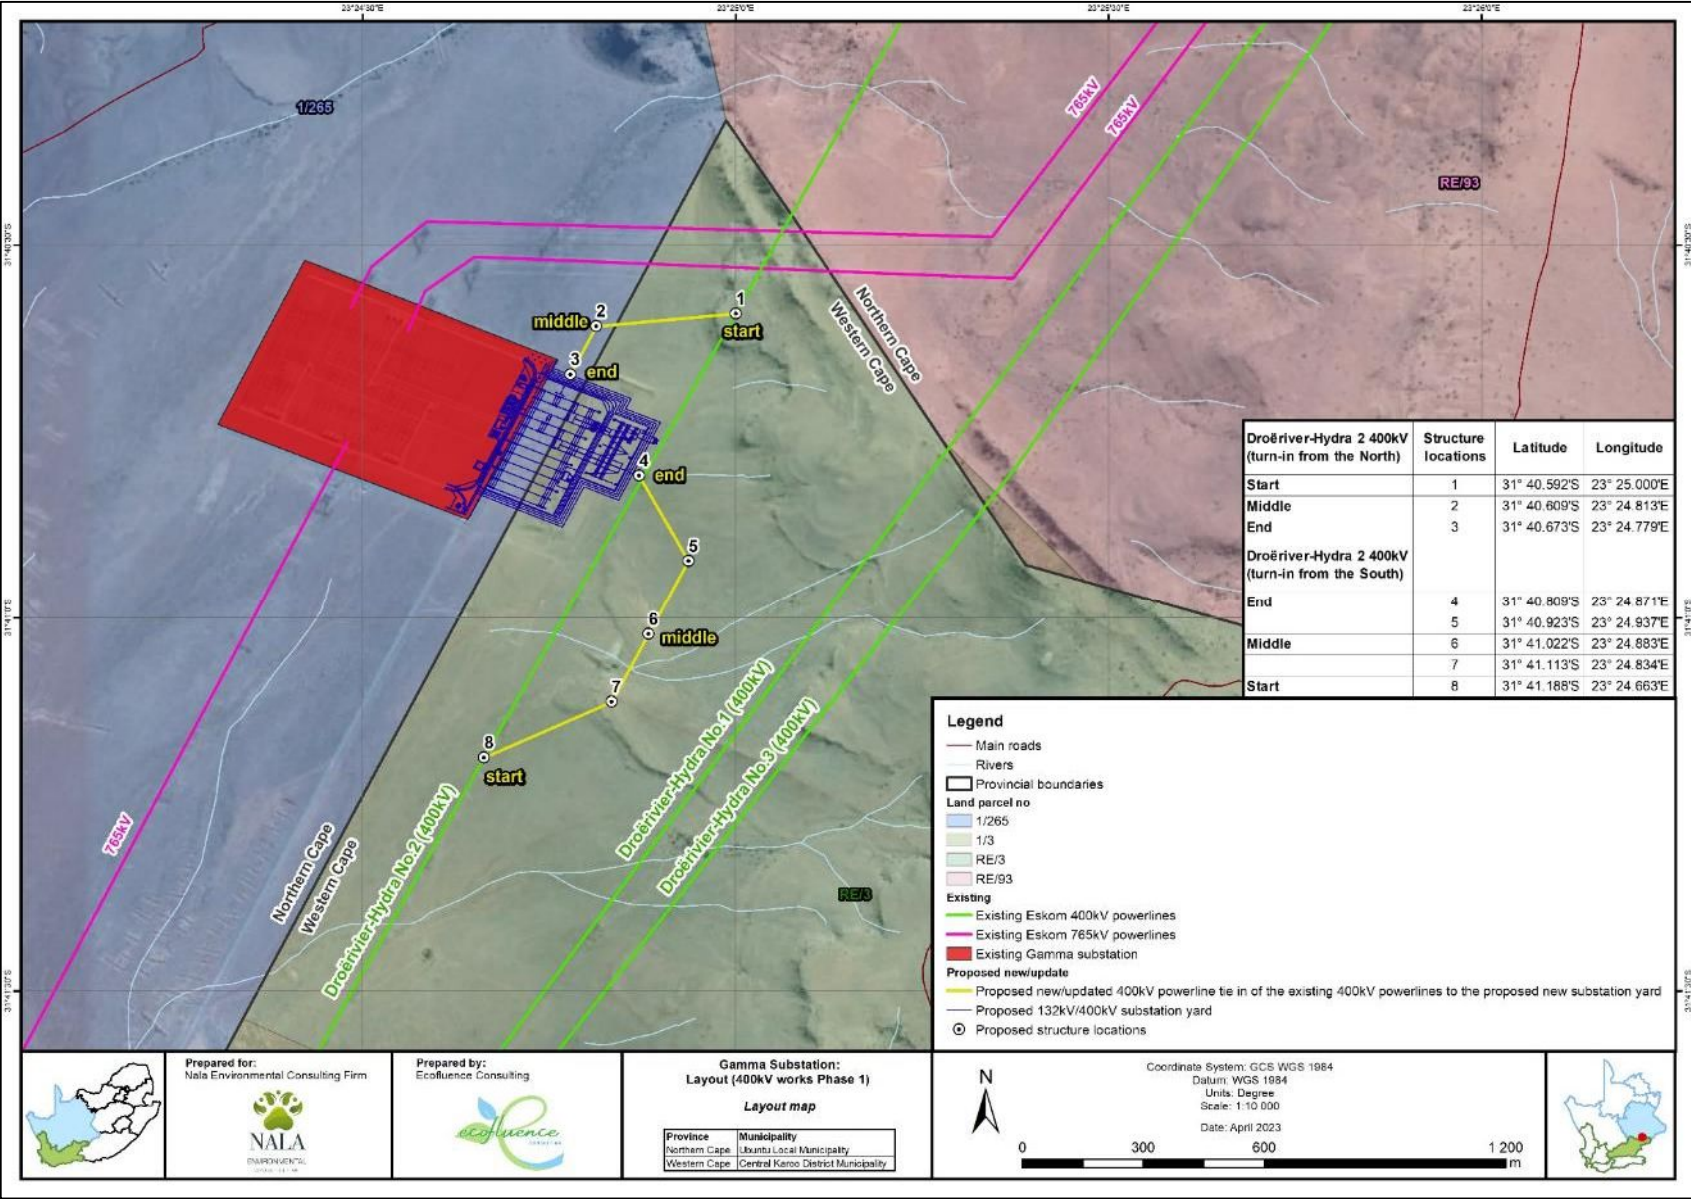 23°24'30"E
23°25'0"E
23°25'30"E
23°26'0"E
31°40'30"S
31°41'0"S
31°41'30"S
31°40'30"S
31°41'0"S
31°41'30"S
1/265
765kV
765kV
RE/93
1
start
2
middle
3
end
Northern Cape
Western Cape
4
end
5
6
middle
7
8
start
765kV
Northern Cape
Western Cape
Droërivier-Hydra No.2 (400kV)
Droërivier-Hydra No.1 (400kV)
Droërivier-Hydra No.3 (400kV)
RE/3
Droëriver-Hydra 2 400kV (turn-in from the North) Structure locations Latitude Longitude
Start 1 31° 40.592'S 23° 25.000'E
Middle 2 31° 40.609'S 23° 24.813'E
End 3 31° 40.673'S 23° 24.779'E
Droëriver-Hydra 2 400kV
(turn-in from the South)
End 4 31° 40.809'S 23° 24.871'E
5 31° 40.923'S 23° 24.937'E
Middle 6 31° 41.022'S 23° 24.883'E
7 31° 41.113'S 23° 24.834'E
Start 8 31° 41.188'S 23° 24.663'E
Legend
Main roads
Rivers
Provincial boundaries
Land parcel no
1/265
1/3
RE/3
RE/93
Existing
Existing Eskom 400kV powerlines
Existing Eskom 765kV powerlines
Existing Gamma substation
Proposed new/update
Proposed new/updated 400kV powerline tie in of the existing 400kV powerlines to the proposed new substation yard
Proposed 132kV/400kV substation yard
Proposed structure locations
Prepared for:
Nala Environmental Consulting Firm
NALA
ENVIRONMENTAL
Prepared by:
Ecofluence Consulting
ecofluence
Gamma Substation:
Layout (400kV works Phase 1)
Layout map
Province Municipality
Northern Cape Ubuntu Local Municipality
Western Cape Central Karoo District Municipality
N
Coordinate System: GCS WGS 1984
Datum: WGS 1984
Units: Degree
Scale: 1:10 000
Date: April 2023
0 300 600 1 200
m